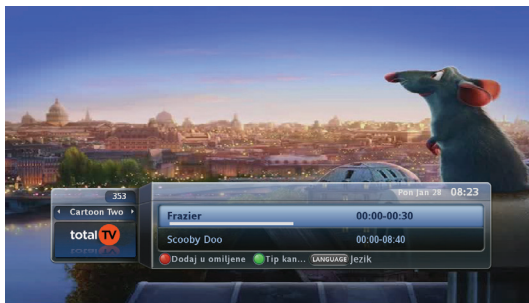 353
Pon Jan 28 08:23
Cartoon Two
Frazier 00:00-00:30
total TV
Scooby Doo 00:00-08:40
Dodaj u omiljene Tip kan... LANGUAGE Jezik